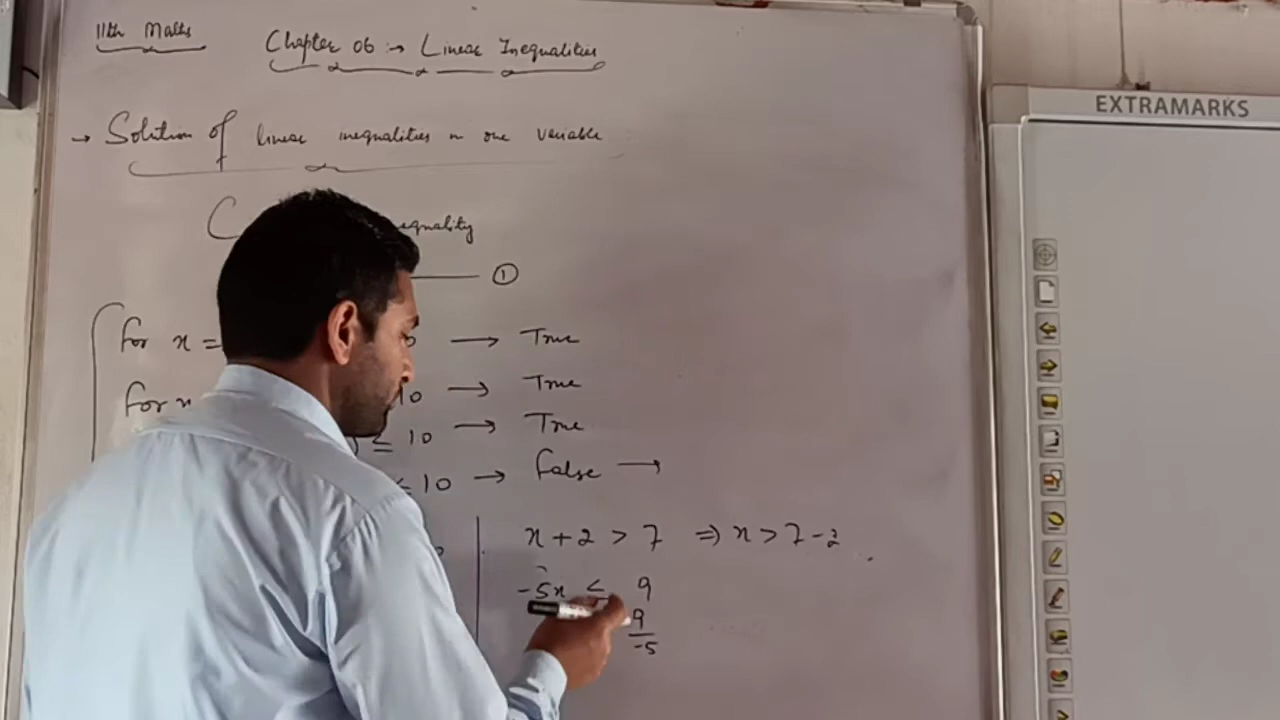 11th Maths
Chapter 06 :→ Linear Inequalities
EXTRAMARKS
→ Solution of linear inequalities in one variable
equality
①
for x = → True
For x 10 → True
) ≤ 10 → True
≤ 10 → false →
x + 2 > 7 ⇒ x > 7 - 2
-5x ≤ 9
9
-5